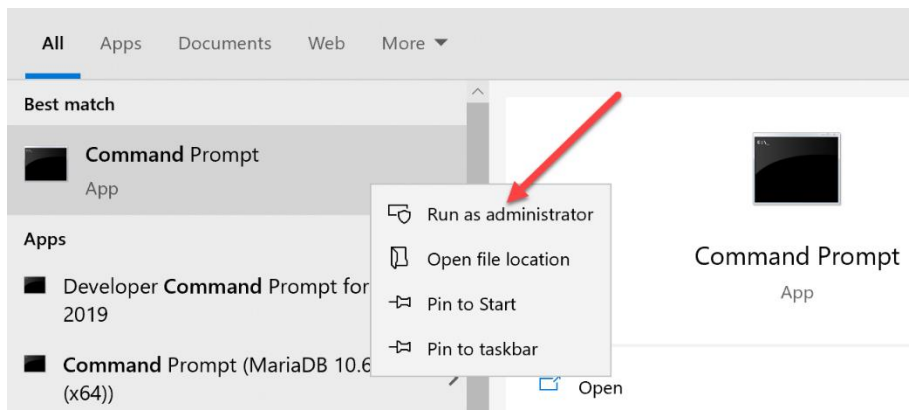 All Apps Documents Web More
Best match
Command Prompt
App
Apps
Developer Command Prompt for
2019
Command Prompt (MariaDB 10.6
(x64))
Run as administrator
Open file location
Pin to Start
Pin to taskbar
Command Prompt
App
Open